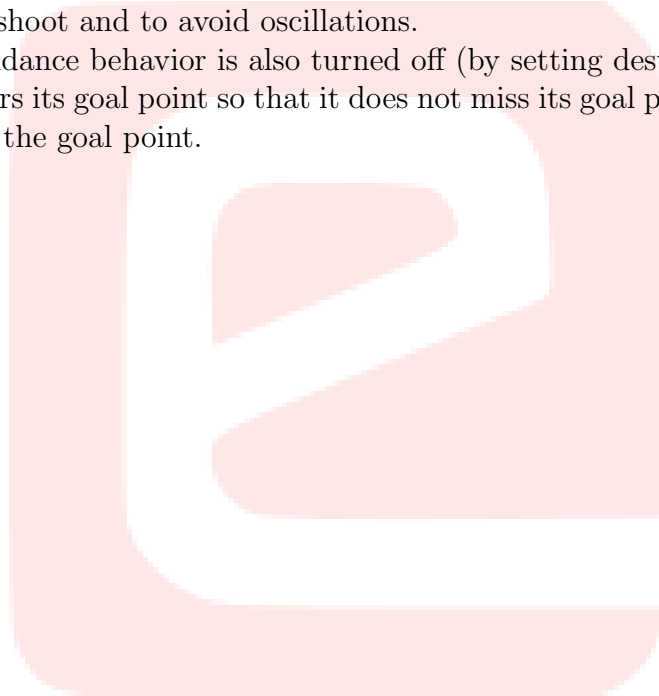 shoot and to avoid oscillations.
dance behavior is also turned off (by setting des
rs its goal point so that it does not miss its goal p
the goal point.